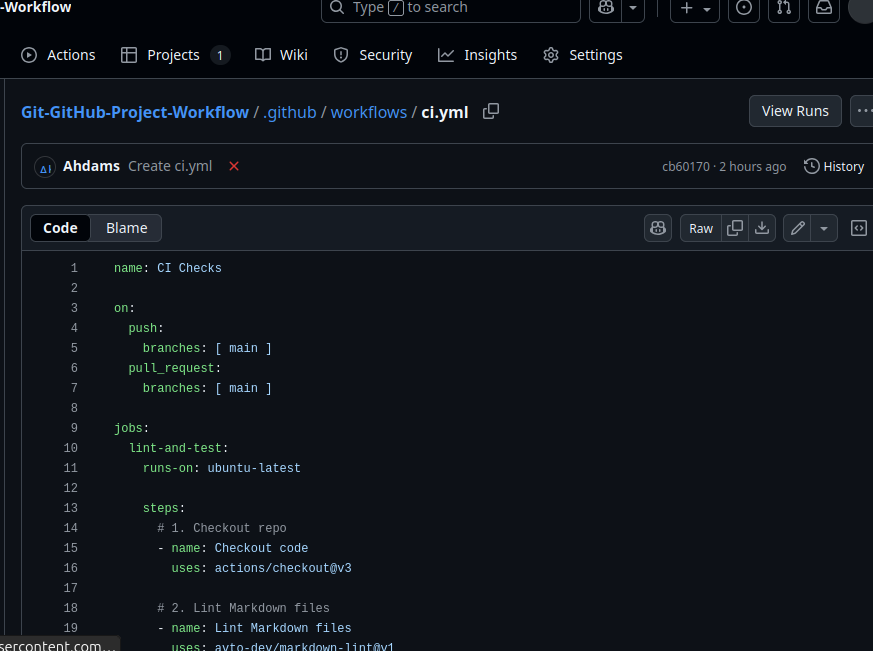 -Workflow
Type / to search
Actions
Projects 1
Wiki
Security
Insights
Settings
Git-GitHub-Project-Workflow / .github / workflows / ci.yml
View Runs
Ahdams Create ci.yml
cb60170 · 2 hours ago
History
Code
Blame
Raw
1 name: CI Checks
2
3 on:
4 push:
5 branches: [ main ]
6 pull_request:
7 branches: [ main ]
8
9 jobs:
10 lint-and-test:
11 runs-on: ubuntu-latest
12
13 steps:
14 # 1. Checkout repo
15 - name: Checkout code
16 uses: actions/checkout@v3
17
18 # 2. Lint Markdown files
19 - name: Lint Markdown files
uses: avto-dev/markdown-lint@v1
sercontent.com...